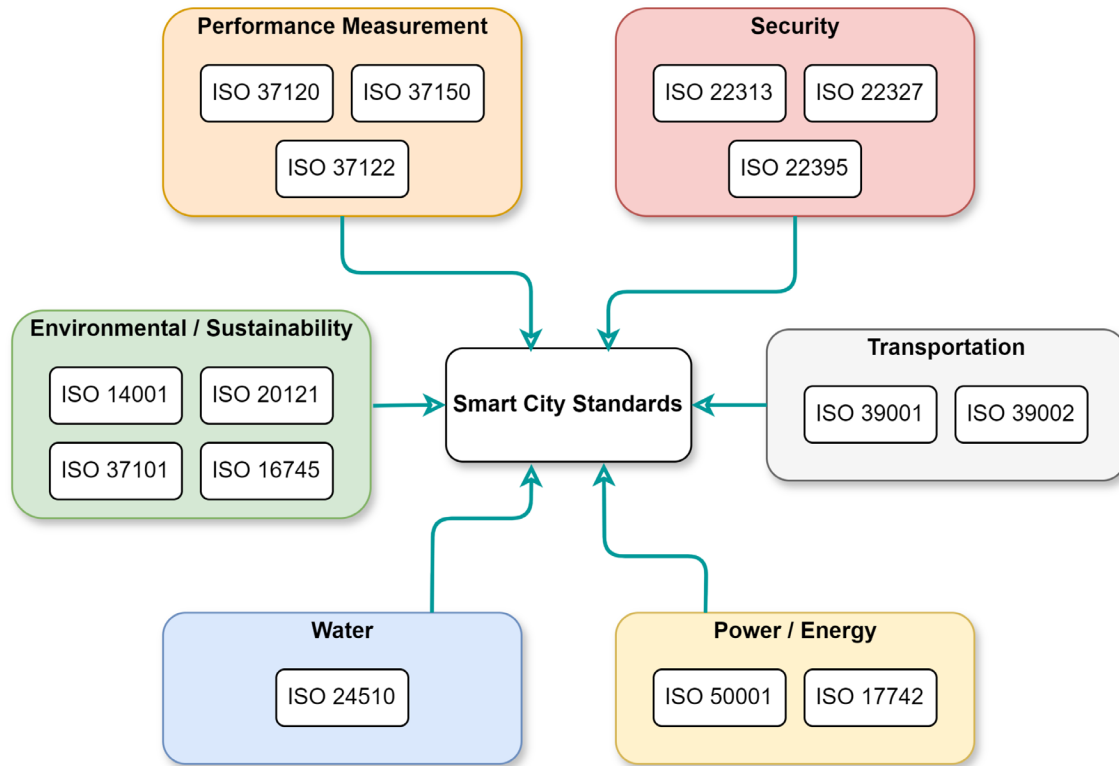 Performance Measurement
ISO 37120
ISO 37150
ISO 37122
Security
ISO 22313
ISO 22327
ISO 22395
Environmental / Sustainability
ISO 14001
ISO 20121
ISO 37101
ISO 16745
Smart City Standards
Transportation
ISO 39001
ISO 39002
Water
ISO 24510
Power / Energy
ISO 50001
ISO 17742